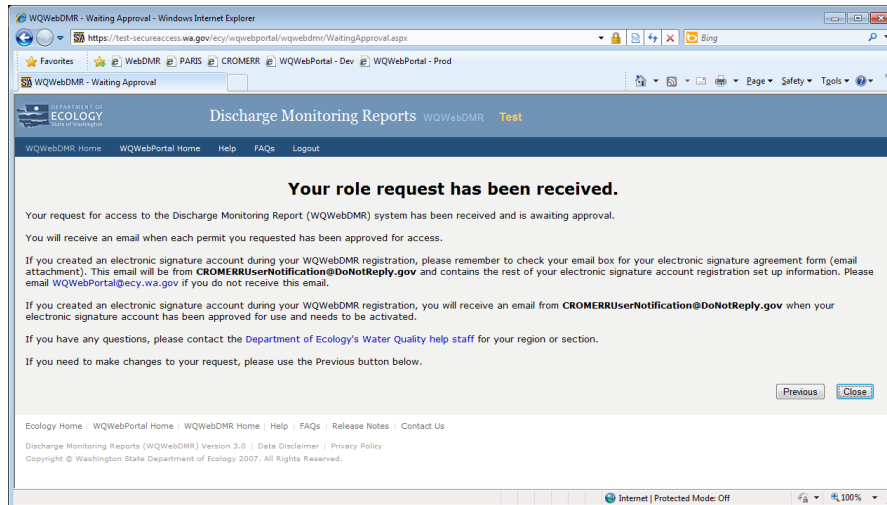 WQWebDMR - Waiting Approval - Windows Internet Explorer
https://test-secureaccess.wa.gov/ecy/wqwebportal/wqwebdmr/WaitingApproval.aspx
Bing
Favorites WebDMR PARIS CROMERR WQWebPortal - Dev WQWebPortal - Prod
WQWebDMR - Waiting Approval
Page Safety Tools
DEPARTMENT OF
ECOLOGY
State of Washington
Discharge Monitoring Reports WQWebDMR Test
WQWebDMR Home WQWebPortal Home Help FAQs Logout
Your role request has been received.
Your request for access to the Discharge Monitoring Report (WQWebDMR) system has been received and is awaiting approval.
You will receive an email when each permit you requested has been approved for access.
If you created an electronic signature account during your WQWebDMR registration, please remember to check your email box for your electronic signature agreement form (email
attachment). This email will be from CROMERRUserNotification@DoNotReply.gov and contains the rest of your electronic signature account registration set up information. Please
email WQWebPortal@ecy.wa.gov if you do not receive this email.
If you created an electronic signature account during your WQWebDMR registration, you will receive an email from CROMERRUserNotification@DoNotReply.gov when your
electronic signature account has been approved for use and needs to be activated.
If you have any questions, please contact the Department of Ecology's Water Quality help staff for your region or section.
If you need to make changes to your request, please use the Previous button below.
Previous Close
Ecology Home | WQWebPortal Home | WQWebDMR Home | Help | FAQs | Release Notes | Contact Us
Discharge Monitoring Reports (WQWebDMR) Version 3.0 | Data Disclaimer | Privacy Policy
Copyright © Washington State Department of Ecology 2007. All Rights Reserved.
Internet | Protected Mode: Off 100%